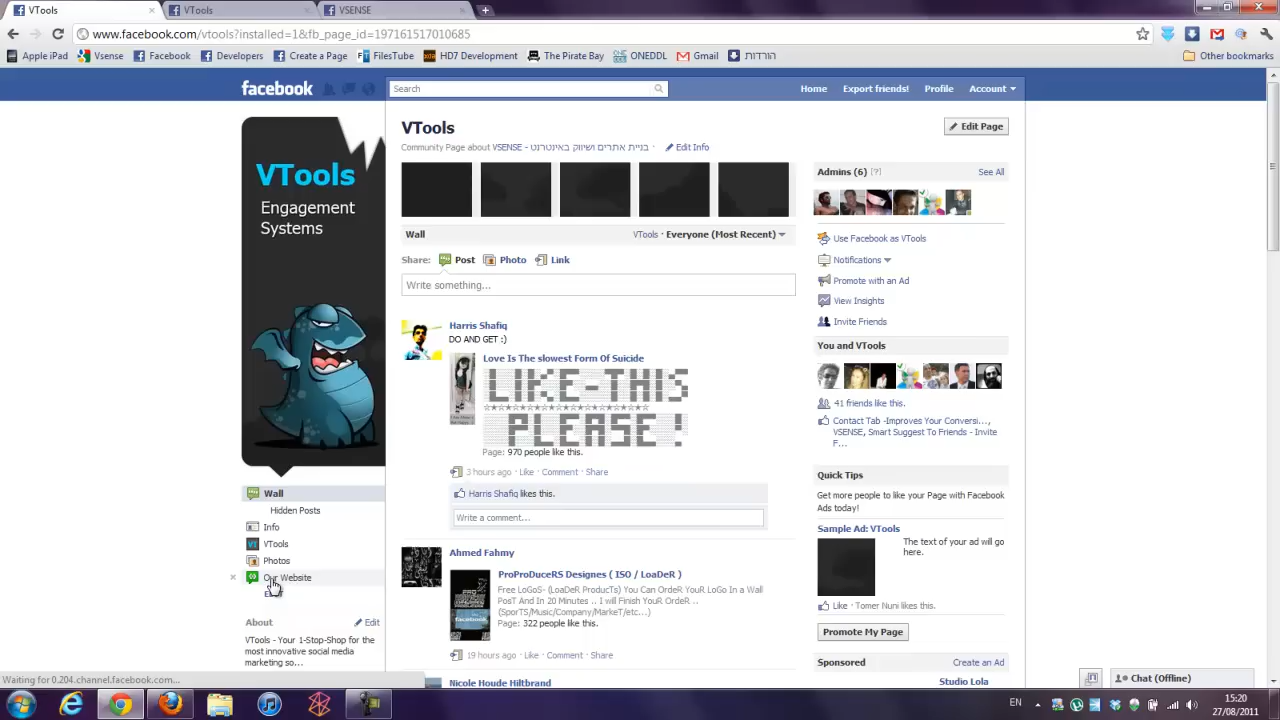 VTools
VTools
VSENSE
www.facebook.com/vtools?installed=1&fb_page_id=197161517010685
Apple iPad
Vsense
Facebook
Developers
Create a Page
FilesTube
HD7 Development
The Pirate Bay
ONEDDL
Gmail
הורדות
Other bookmarks
facebook
Search
Home
Export friends!
Profile
Account
VTools
Engagement
Systems
Wall
Hidden Posts
Info
VTools
Photos
Our Website
About
Edit
VTools - Your 1-Stop-Shop for the
most innovative social media
marketing so...
VTools
Edit Page
Community Page about VSENSE - בניית אתרים ושיווק באינטרנט ·
Edit Info
Wall
VTools · Everyone (Most Recent)
Share:
Post
Photo
Link
Write something...
Harris Shafiq
DO AND GET :)
Love Is The slowest Form Of Suicide
LIKE-THIS
☆★☆★☆★☆★☆★☆★☆★☆★☆★☆
PLEASE!
Page: 970 people like this.
3 hours ago · Like · Comment · Share
Harris Shafiq likes this.
Write a comment...
Ahmed Fahmy
ProProDuceRS Designes ( ISO / LoaDeR )
Free LoGoS- (LoaDeR ProducTs) You Can OrdeR YouR LoGo In a Wall
PosT And In 20 Minutes .. I will Finish YouR OrdeR ..
(SporTS/Music/Company/MarkeT/etc...)
Page: 322 people like this.
19 hours ago · Like · Comment · Share
Nicole Houde Hiltbrand
Admins (6) [?]
See All
Use Facebook as VTools
Notifications
Promote with an Ad
View Insights
Invite Friends
You and VTools
41 friends like this.
Contact Tab -Improves Your Conversi...,
VSENSE, Smart Suggest To Friends - Invite
F...
Quick Tips
Get more people to like your Page with Facebook
Ads today!
Sample Ad: VTools
The text of your ad will go
here.
Like · Tomer Nuni likes this.
Promote My Page
Sponsored
Create an Ad
Studio Lola
Waiting for 0.204.channel.facebook.com...
Chat (Offline)
EN
15:20
27/08/2011